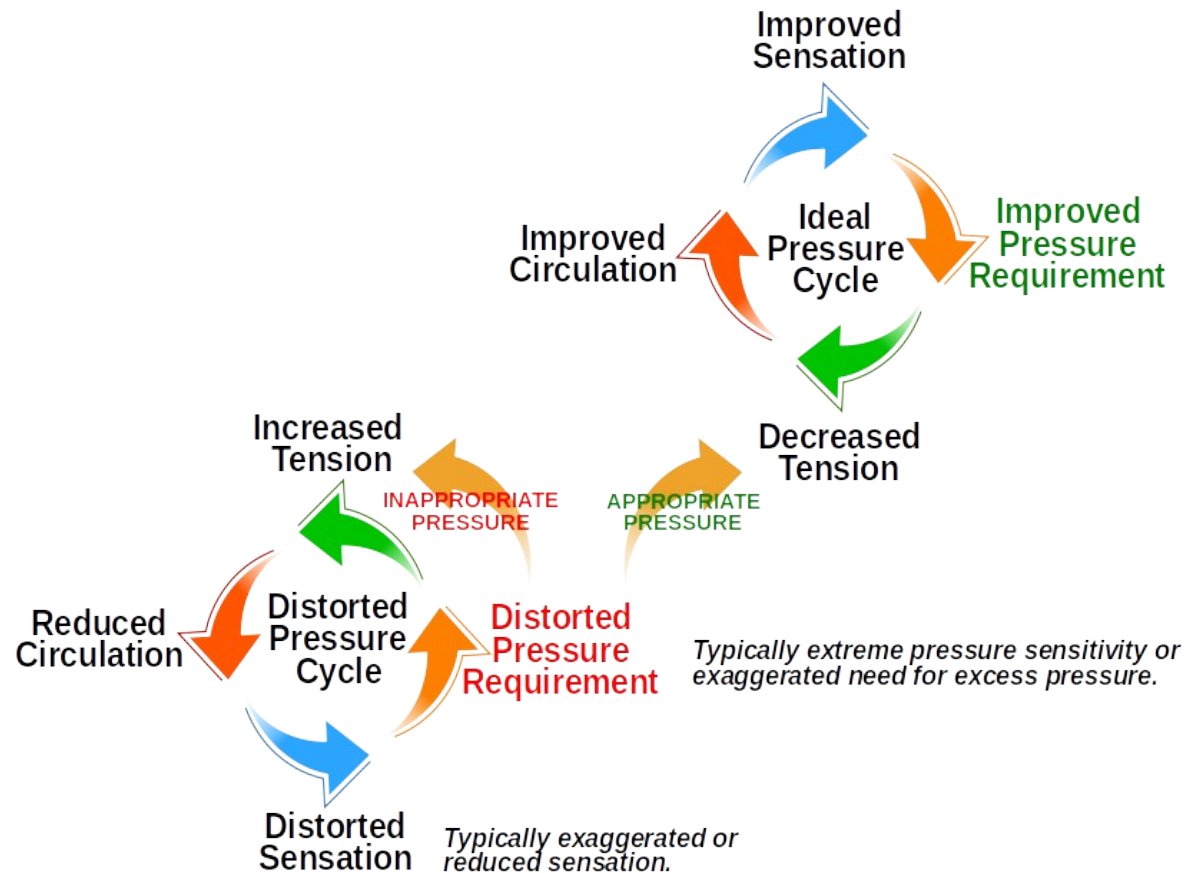 Improved
Sensation
Ideal
Pressure
Cycle
Improved
Pressure
Requirement
Improved
Circulation
Decreased
Tension
Increased
Tension
INAPPROPRIATE
PRESSURE
APPROPRIATE
PRESSURE
Reduced
Circulation
Distorted
Pressure
Cycle
Distorted
Pressure
Requirement
Typically extreme pressure sensitivity or
exaggerated need for excess pressure.
Distorted
Sensation
Typically exaggerated or
reduced sensation.